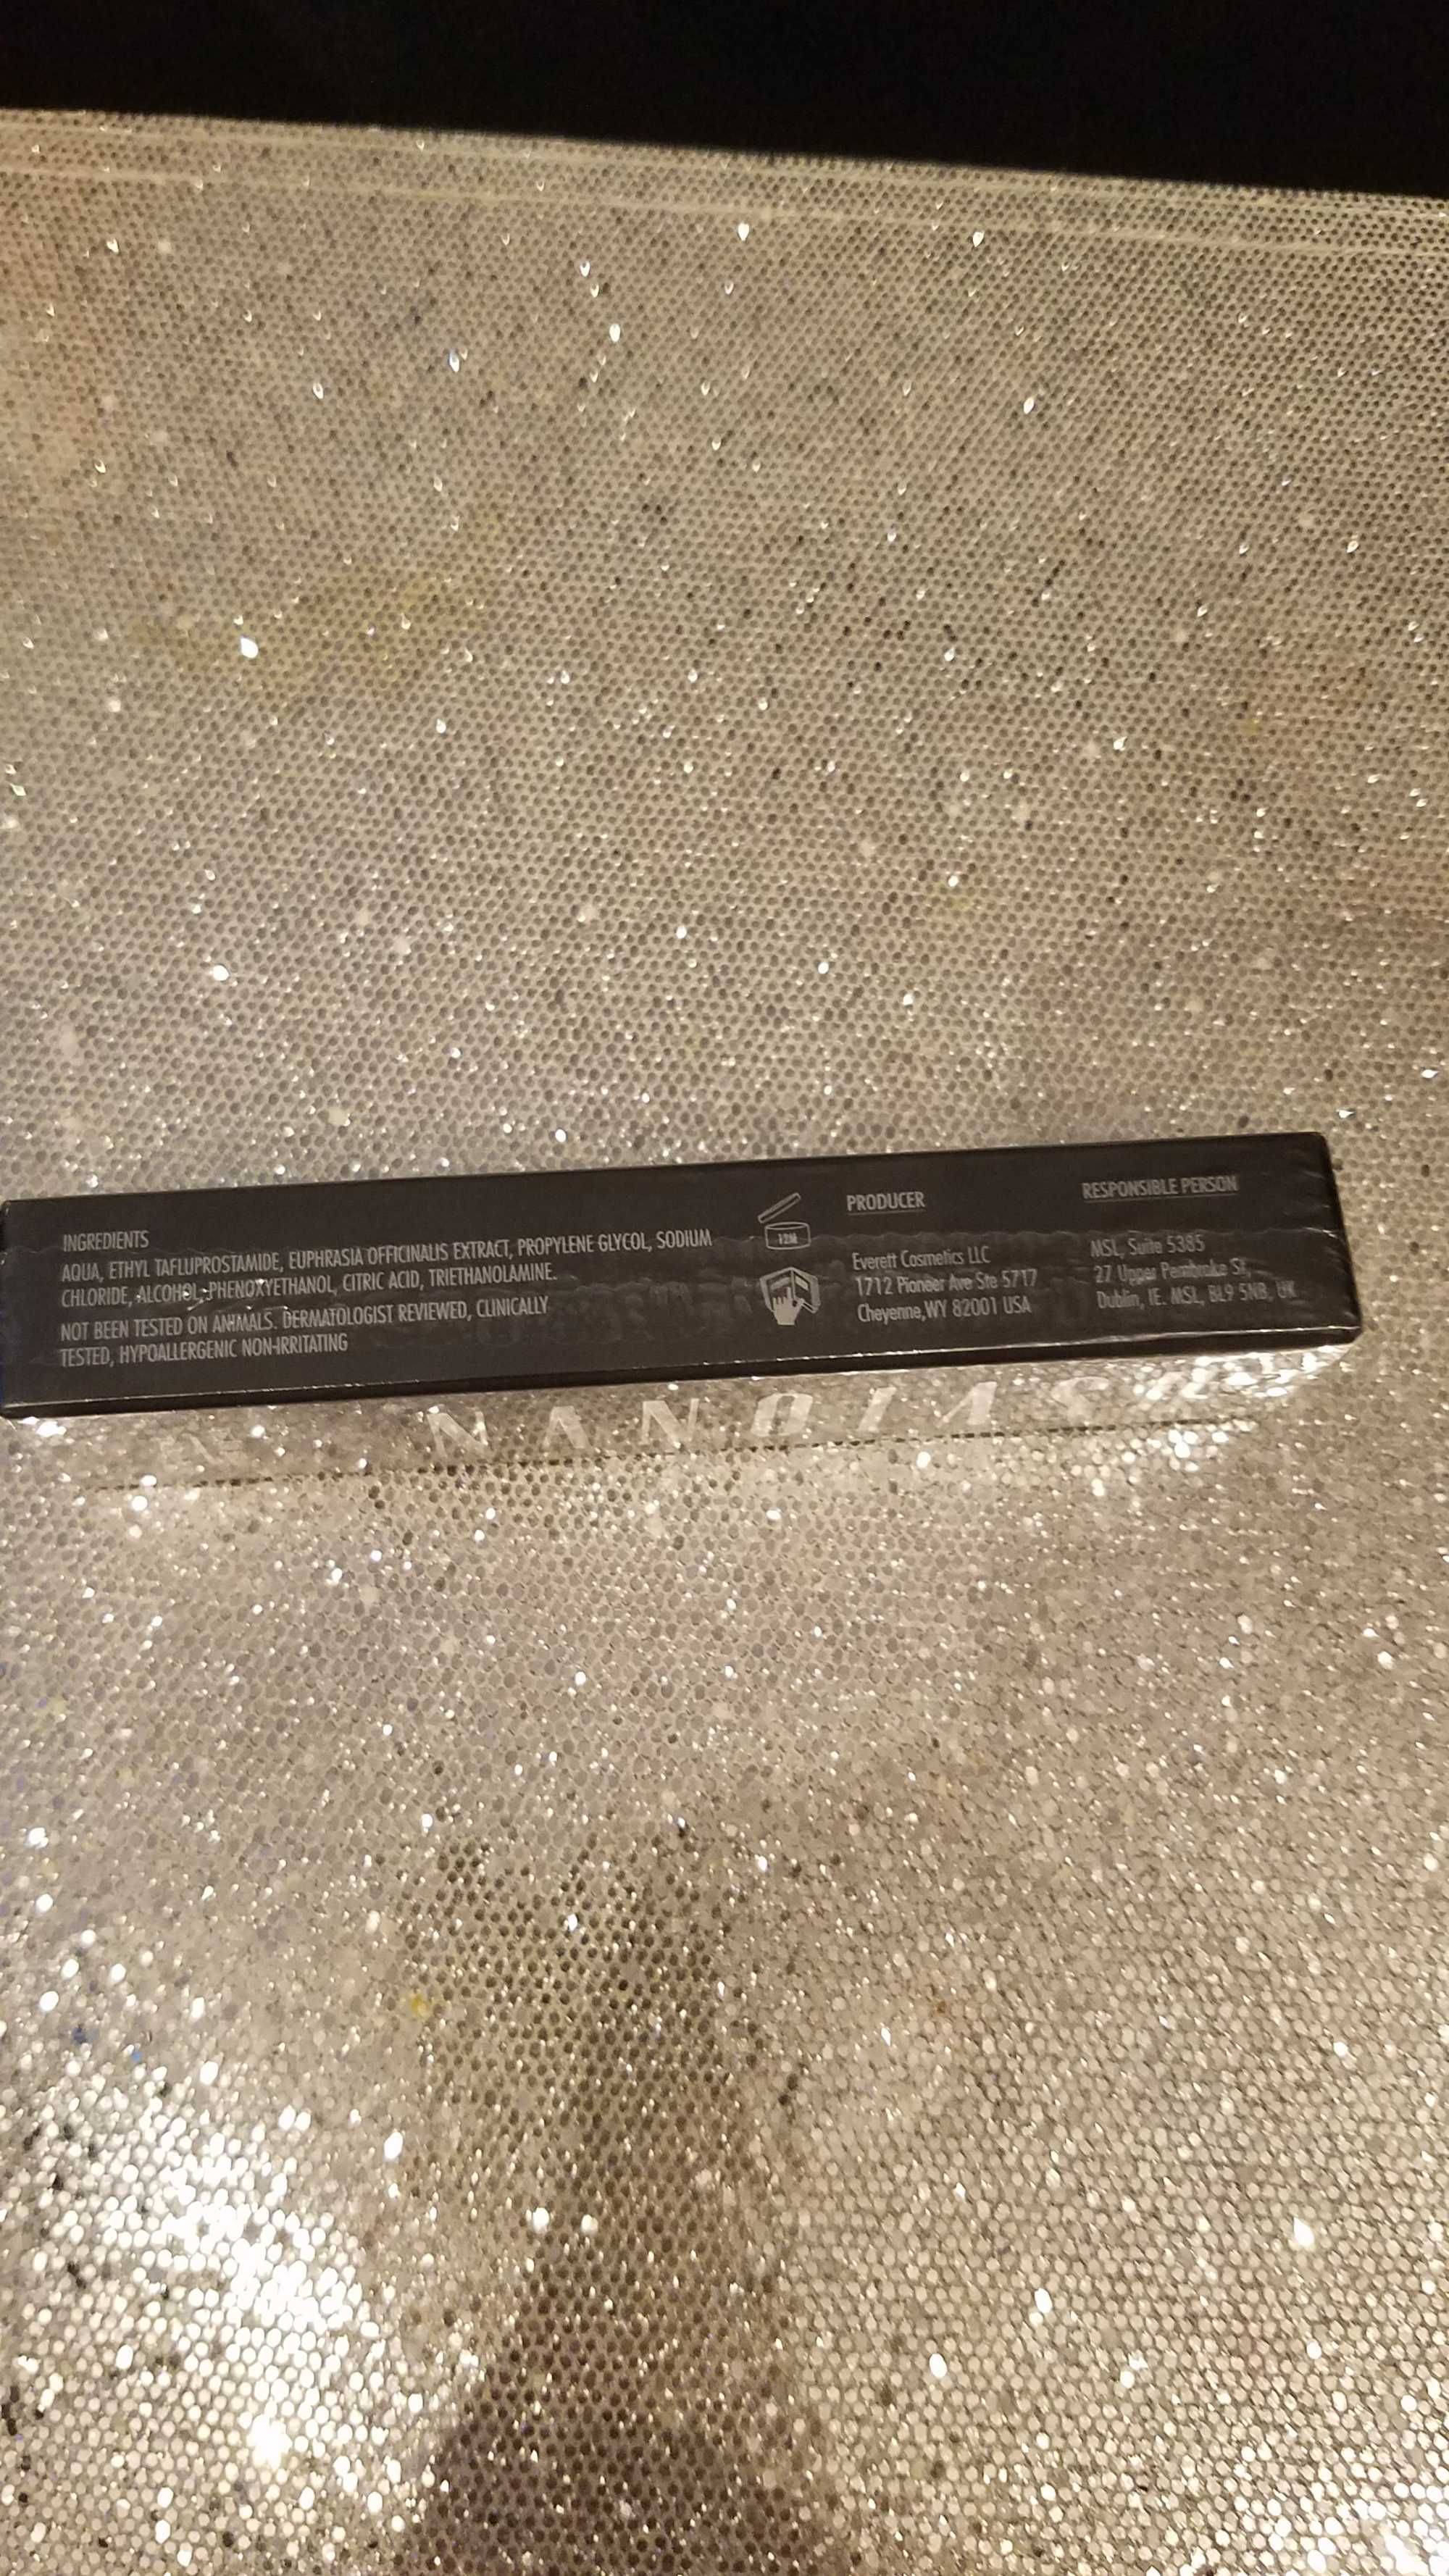 INGREDIENTS
AQUA, ETHYL TAFLUPROSTAMIDE, EUPHRASIA OFFICINALIS EXTRACT, PROPYLENE GLYCOL, SODIUM
CHLORIDE, ALCOHOL, PHENOXYETHANOL, CITRIC ACID, TRIETHANOLAMINE.
NOT BEEN TESTED ON ANIMALS. DERMATOLOGIST REVIEWED, CLINICALLY
TESTED, HYPOALLERGENIC NON-IRRITATING
12M
PRODUCER
Everett Cosmetics LLC
1712 Pioneer Ave Ste 5717
Cheyenne,WY 82001 USA
RESPONSIBLE PERSON
MSL, Suite 5385
27 Upper Pembroke St,
Dublin, IE. MSL, BL9 5NB, UK
NANOLAS